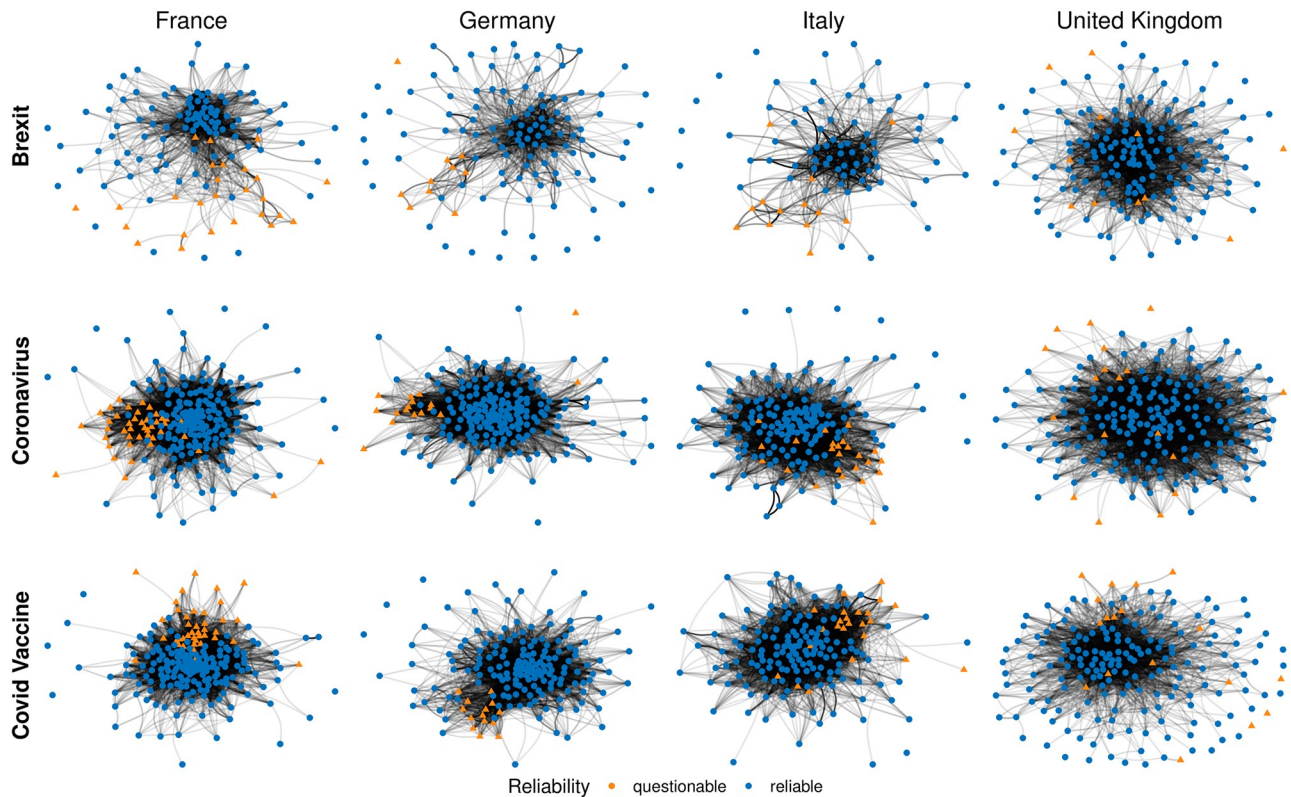 France Germany Italy United Kingdom
Brexit
Coronavirus
Covid Vaccine
Reliability questionable reliable